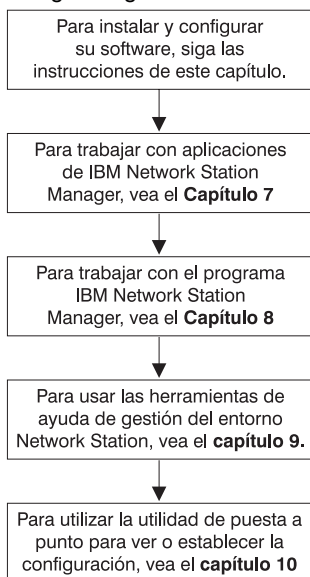 Para instalar y configurar
su software, siga las
instrucciones de este capítulo.
Para trabajar con aplicaciones
de IBM Network Station
Manager, vea el Capítulo 7
Para trabajar con el programa
IBM Network Station
Manager, vea el Capítulo 8
Para usar las herramientas de
ayuda de gestión del entorno
Network Station, vea el capítulo 9.
Para utilizar la utilidad de puesta a
punto para ver o establecer la
configuración, vea el capítulo 10